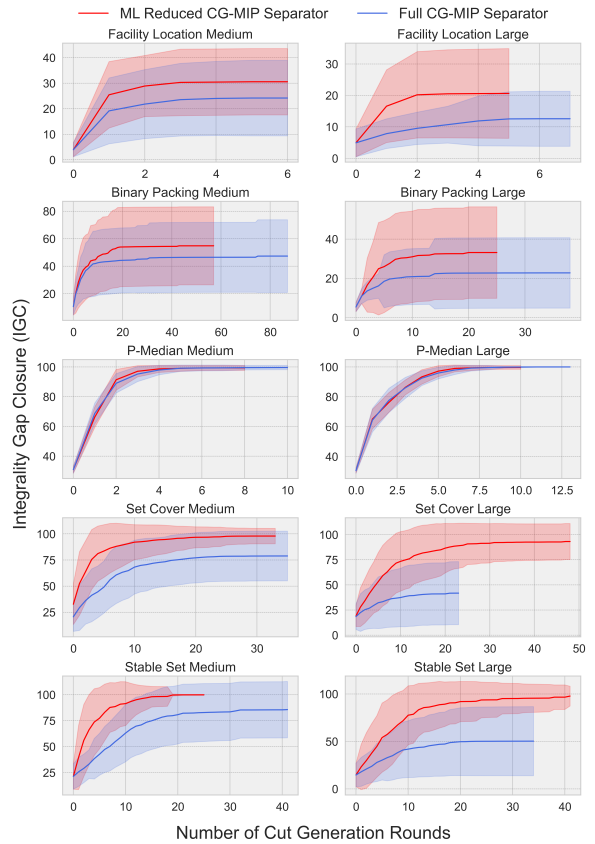 ML Reduced CG-MIP Separator Full CG-MIP Separator
Facility Location Medium Facility Location Large
40
30
20
10
0
0 2 4 6
30
20
10
0
0 2 4 6
Binary Packing Medium Binary Packing Large
80
60
40
20
0 20 40 60 80
40
20
0
0 10 20 30
P-Median Medium P-Median Large
100
80
60
40
0 2 4 6 8 10
100
80
60
40
0.0 2.5 5.0 7.5 10.0 12.5
Set Cover Medium Set Cover Large
100
75
50
25
0 10 20 30
100
75
50
25
0
0 10 20 30 40 50
Stable Set Medium Stable Set Large
100
75
50
25
0 10 20 30 40
100
50
0
0 10 20 30 40
Integrality Gap Closure (IGC)
Number of Cut Generation Rounds